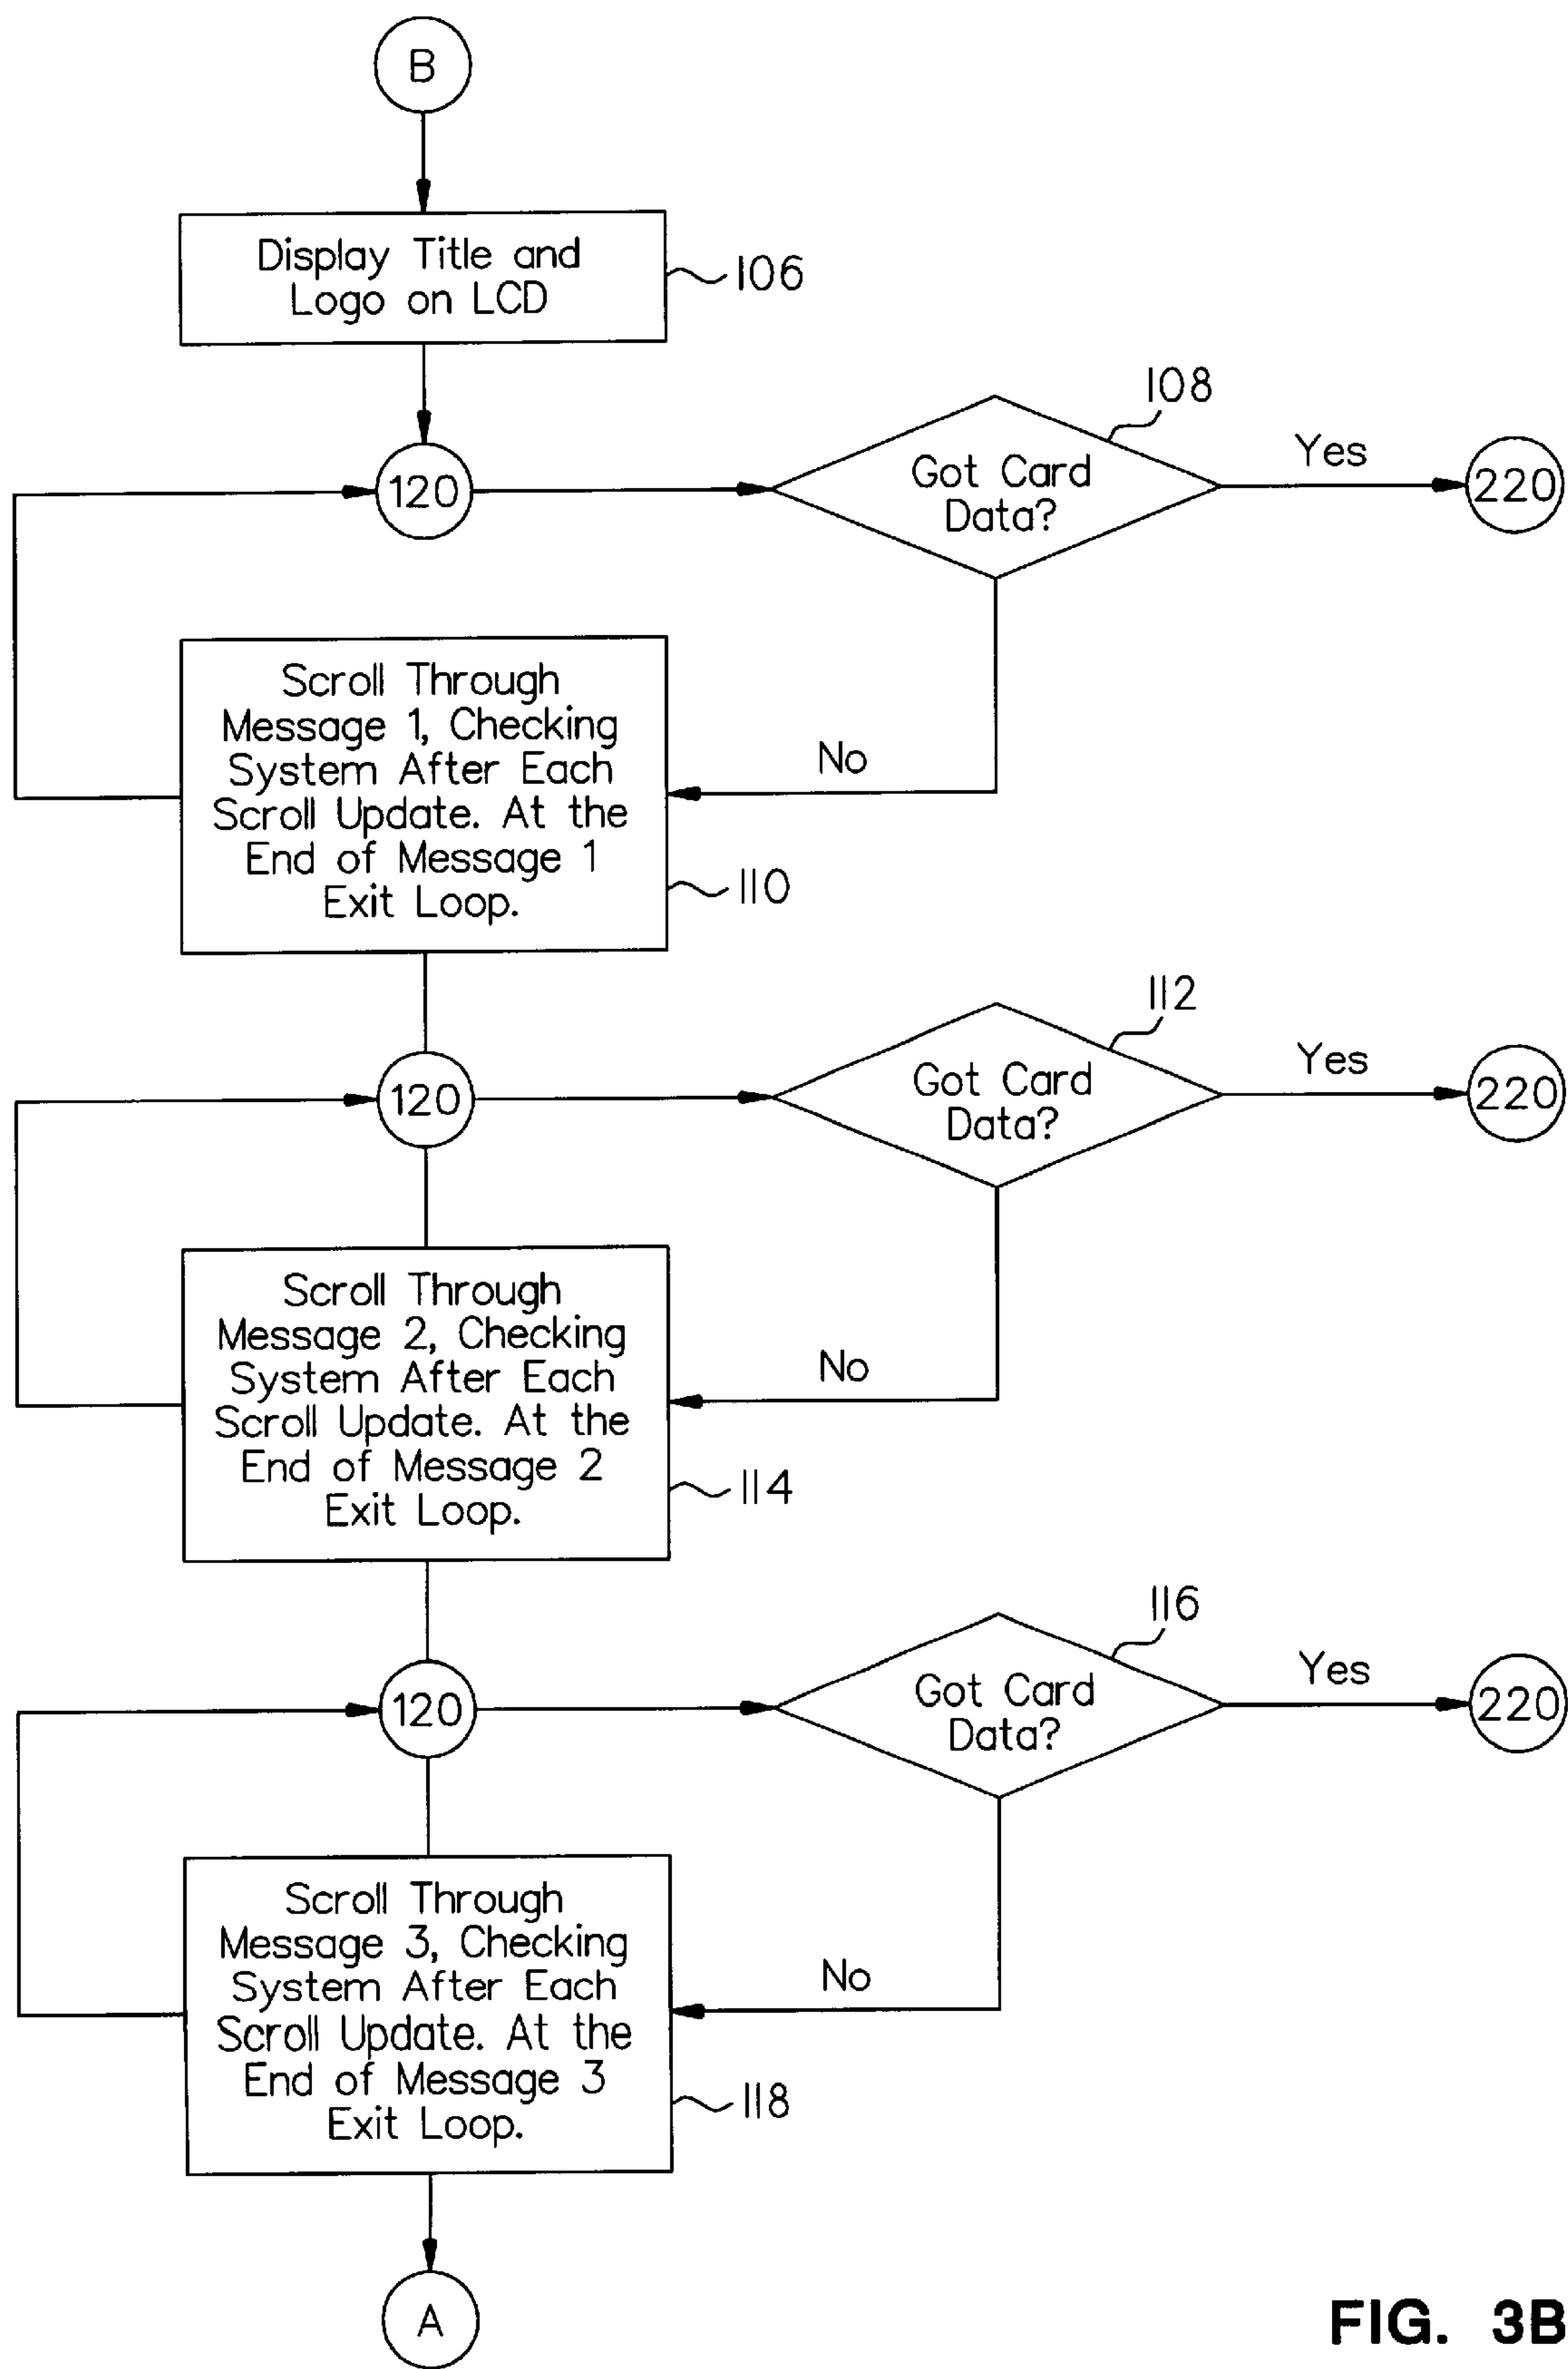 B
Display Title and
Logo on LCD
106
108
120
Got Card
Data?
Yes
220
Scroll Through
Message 1, Checking
System After Each
Scroll Update. At the
End of Message 1
Exit Loop.
No
110
112
120
Got Card
Data?
Yes
220
Scroll Through
Message 2, Checking
System After Each
Scroll Update. At the
End of Message 2
Exit Loop.
No
114
116
120
Got Card
Data?
Yes
220
Scroll Through
Message 3, Checking
System After Each
Scroll Update. At the
End of Message 3
Exit Loop.
No
118
A
FIG. 3B